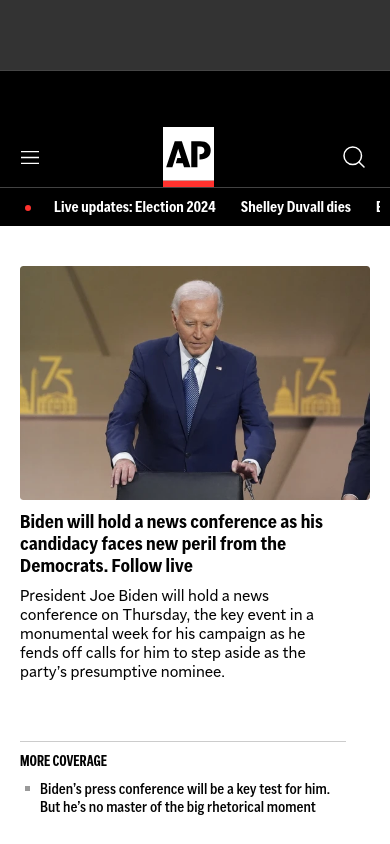 AP
Live updates: Election 2024 Shelley Duvall dies
75
75
Biden will hold a news conference as his
candidacy faces new peril from the
Democrats. Follow live
President Joe Biden will hold a news
conference on Thursday, the key event in a
monumental week for his campaign as he
fends off calls for him to step aside as the
party’s presumptive nominee.
MORE COVERAGE
Biden’s press conference will be a key test for him.
But he’s no master of the big rhetorical moment